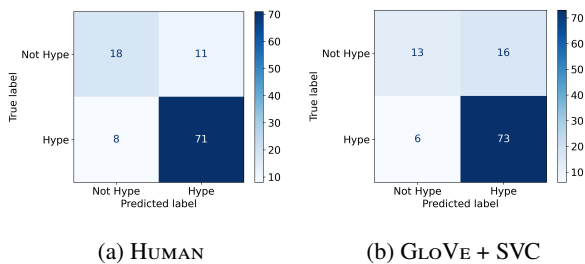 Not Hype
18
11
Hype
8
71
Not Hype
Hype
True label
Predicted label
70
60
50
40
30
20
10
(a) HUMAN
Not Hype
13
16
Hype
6
73
Not Hype
Hype
True label
Predicted label
70
60
50
40
30
20
10
(b) GLOVE + SVC